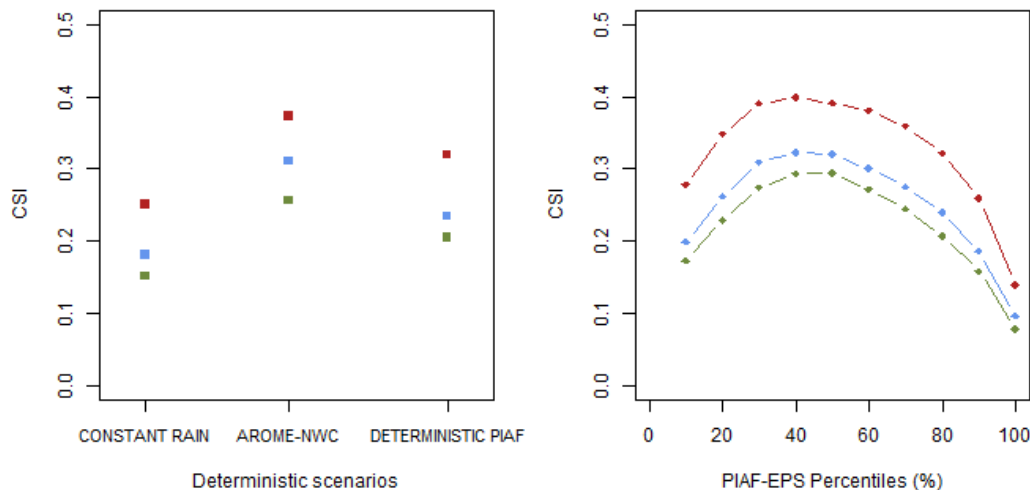 0.5
0.4
0.3
0.2
0.1
0.0
CSI
CONSTANT RAIN AROME-NWC DETERMINISTIC PIAF
Deterministic scenarios
0.5
0.4
0.3
0.2
0.1
0.0
CSI
0 20 40 60 80 100
PIAF-EPS Percentiles (%)